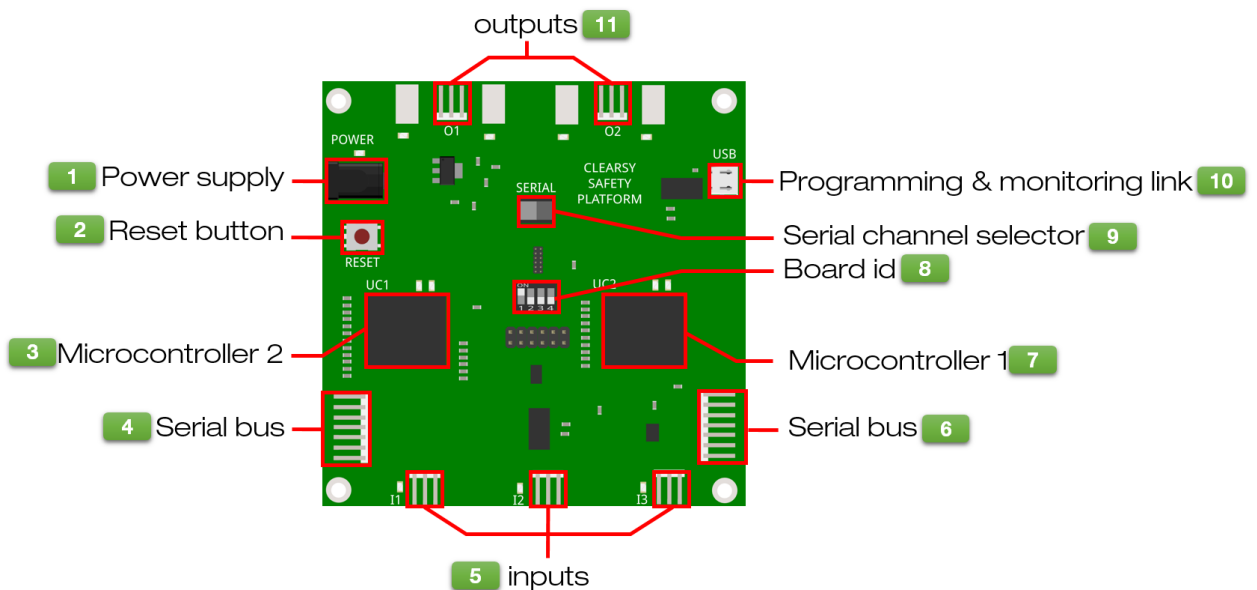 outputs 11
O1
O2
POWER
USB
CLEARSY
SAFETY
PLATFORM
1 Power supply
SERIAL
Programming & monitoring link 10
2 Reset button
Serial channel selector 9
RESET
Board id 8
UC1
UC2
ON
1 2 3 4
3 Microcontroller 2
Microcontroller 1 7
4 Serial bus
Serial bus 6
I1
I2
I3
5 inputs